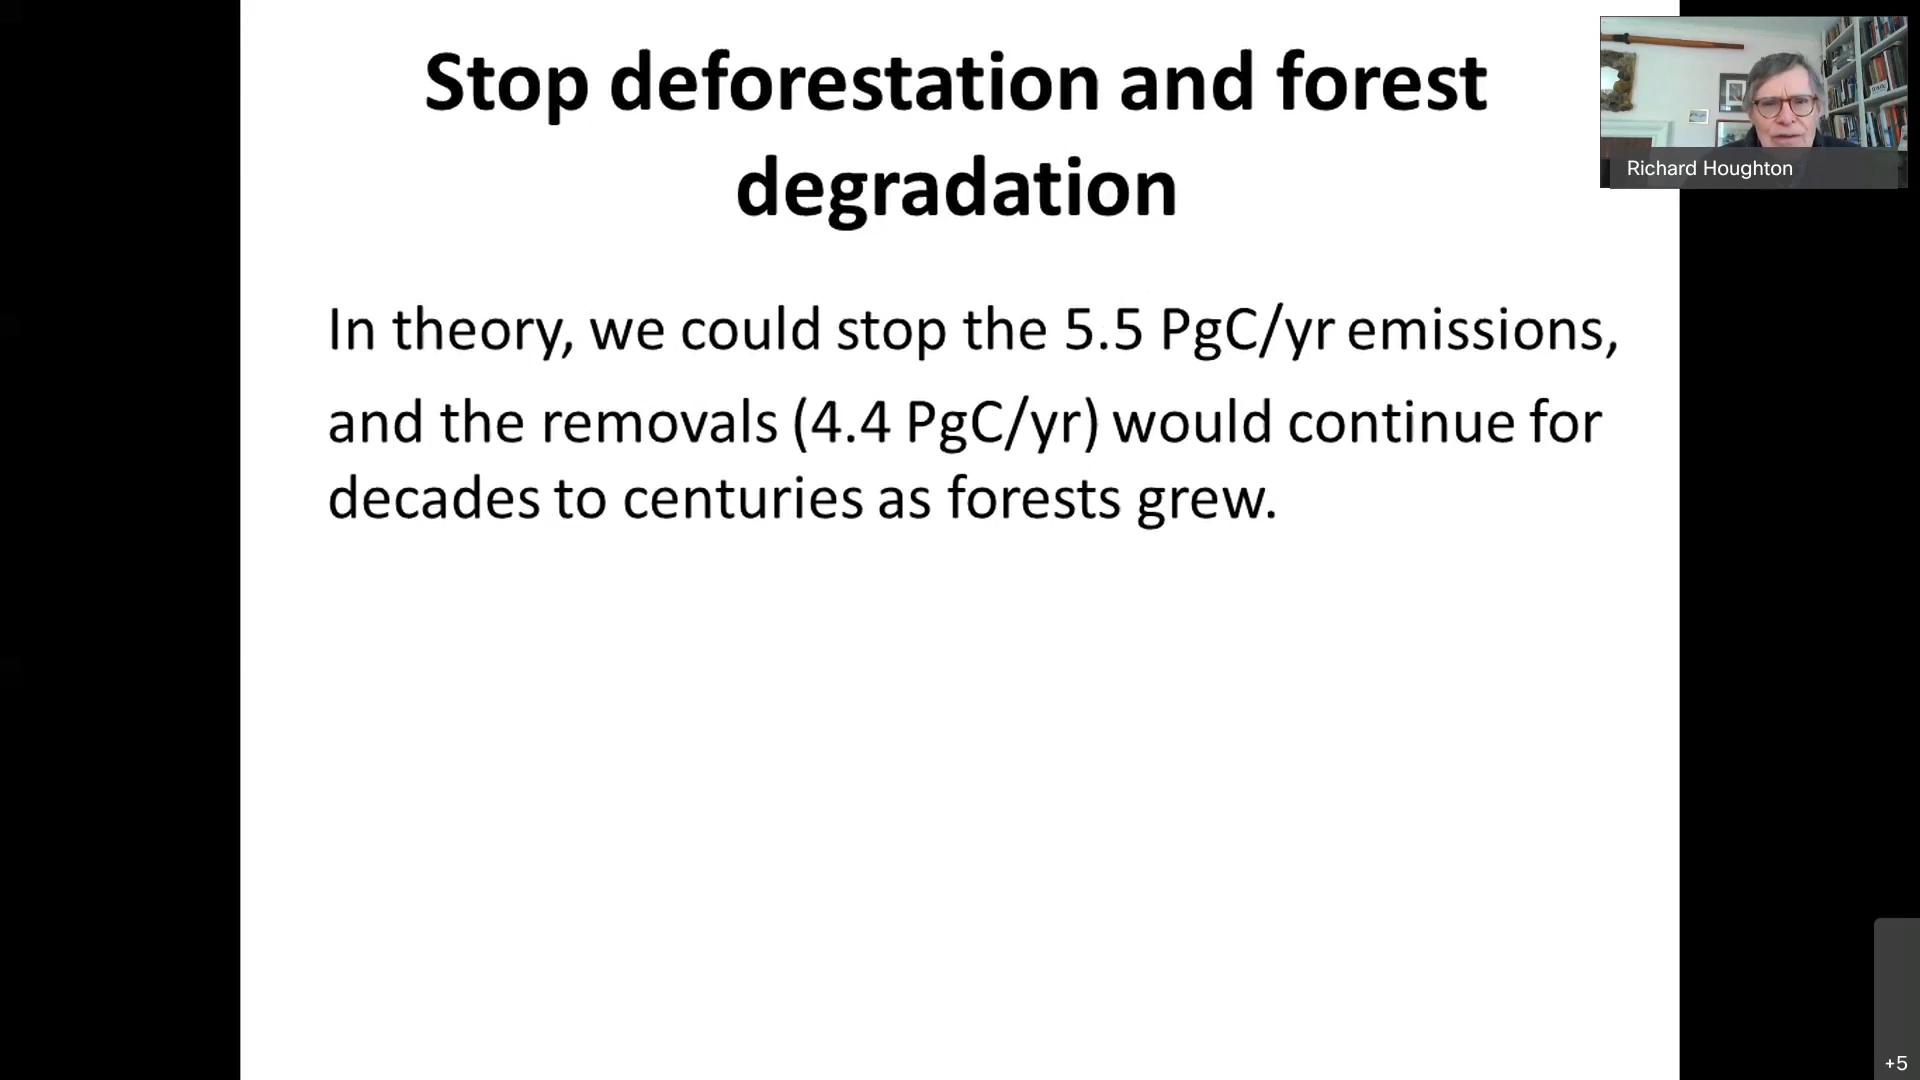 Stop deforestation and forest
degradation
In theory, we could stop the 5.5 PgC/yr emissions,
and the removals (4.4 PgC/yr) would continue for
decades to centuries as forests grew.
Richard Houghton
+5